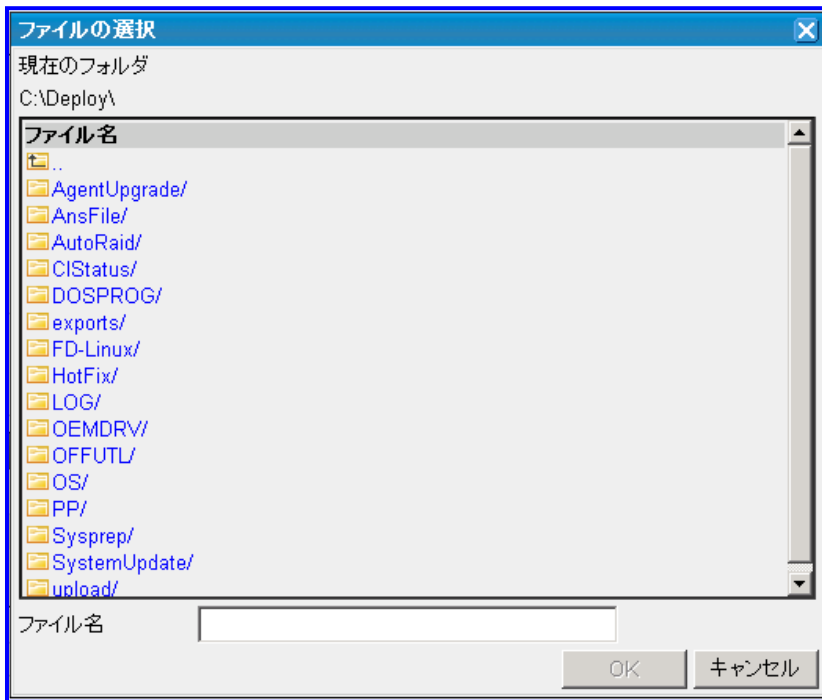 ファイルの選択
現在のフォルダ
C:\Deploy\
ファイル名
..
AgentUpgrade/
AnsFile/
AutoRaid/
CIStatus/
DOSPROG/
exports/
FD-Linux/
HotFix/
LOG/
OEMDRV/
OFFUTL/
OS/
PP/
Sysprep/
SystemUpdate/
upload/
ファイル名
OK キャンセル